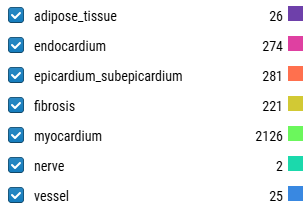 adipose_tissue 26
endocardium 274
epicardium_subepicardium 281
fibrosis 221
myocardium 2126
nerve 2
vessel 25